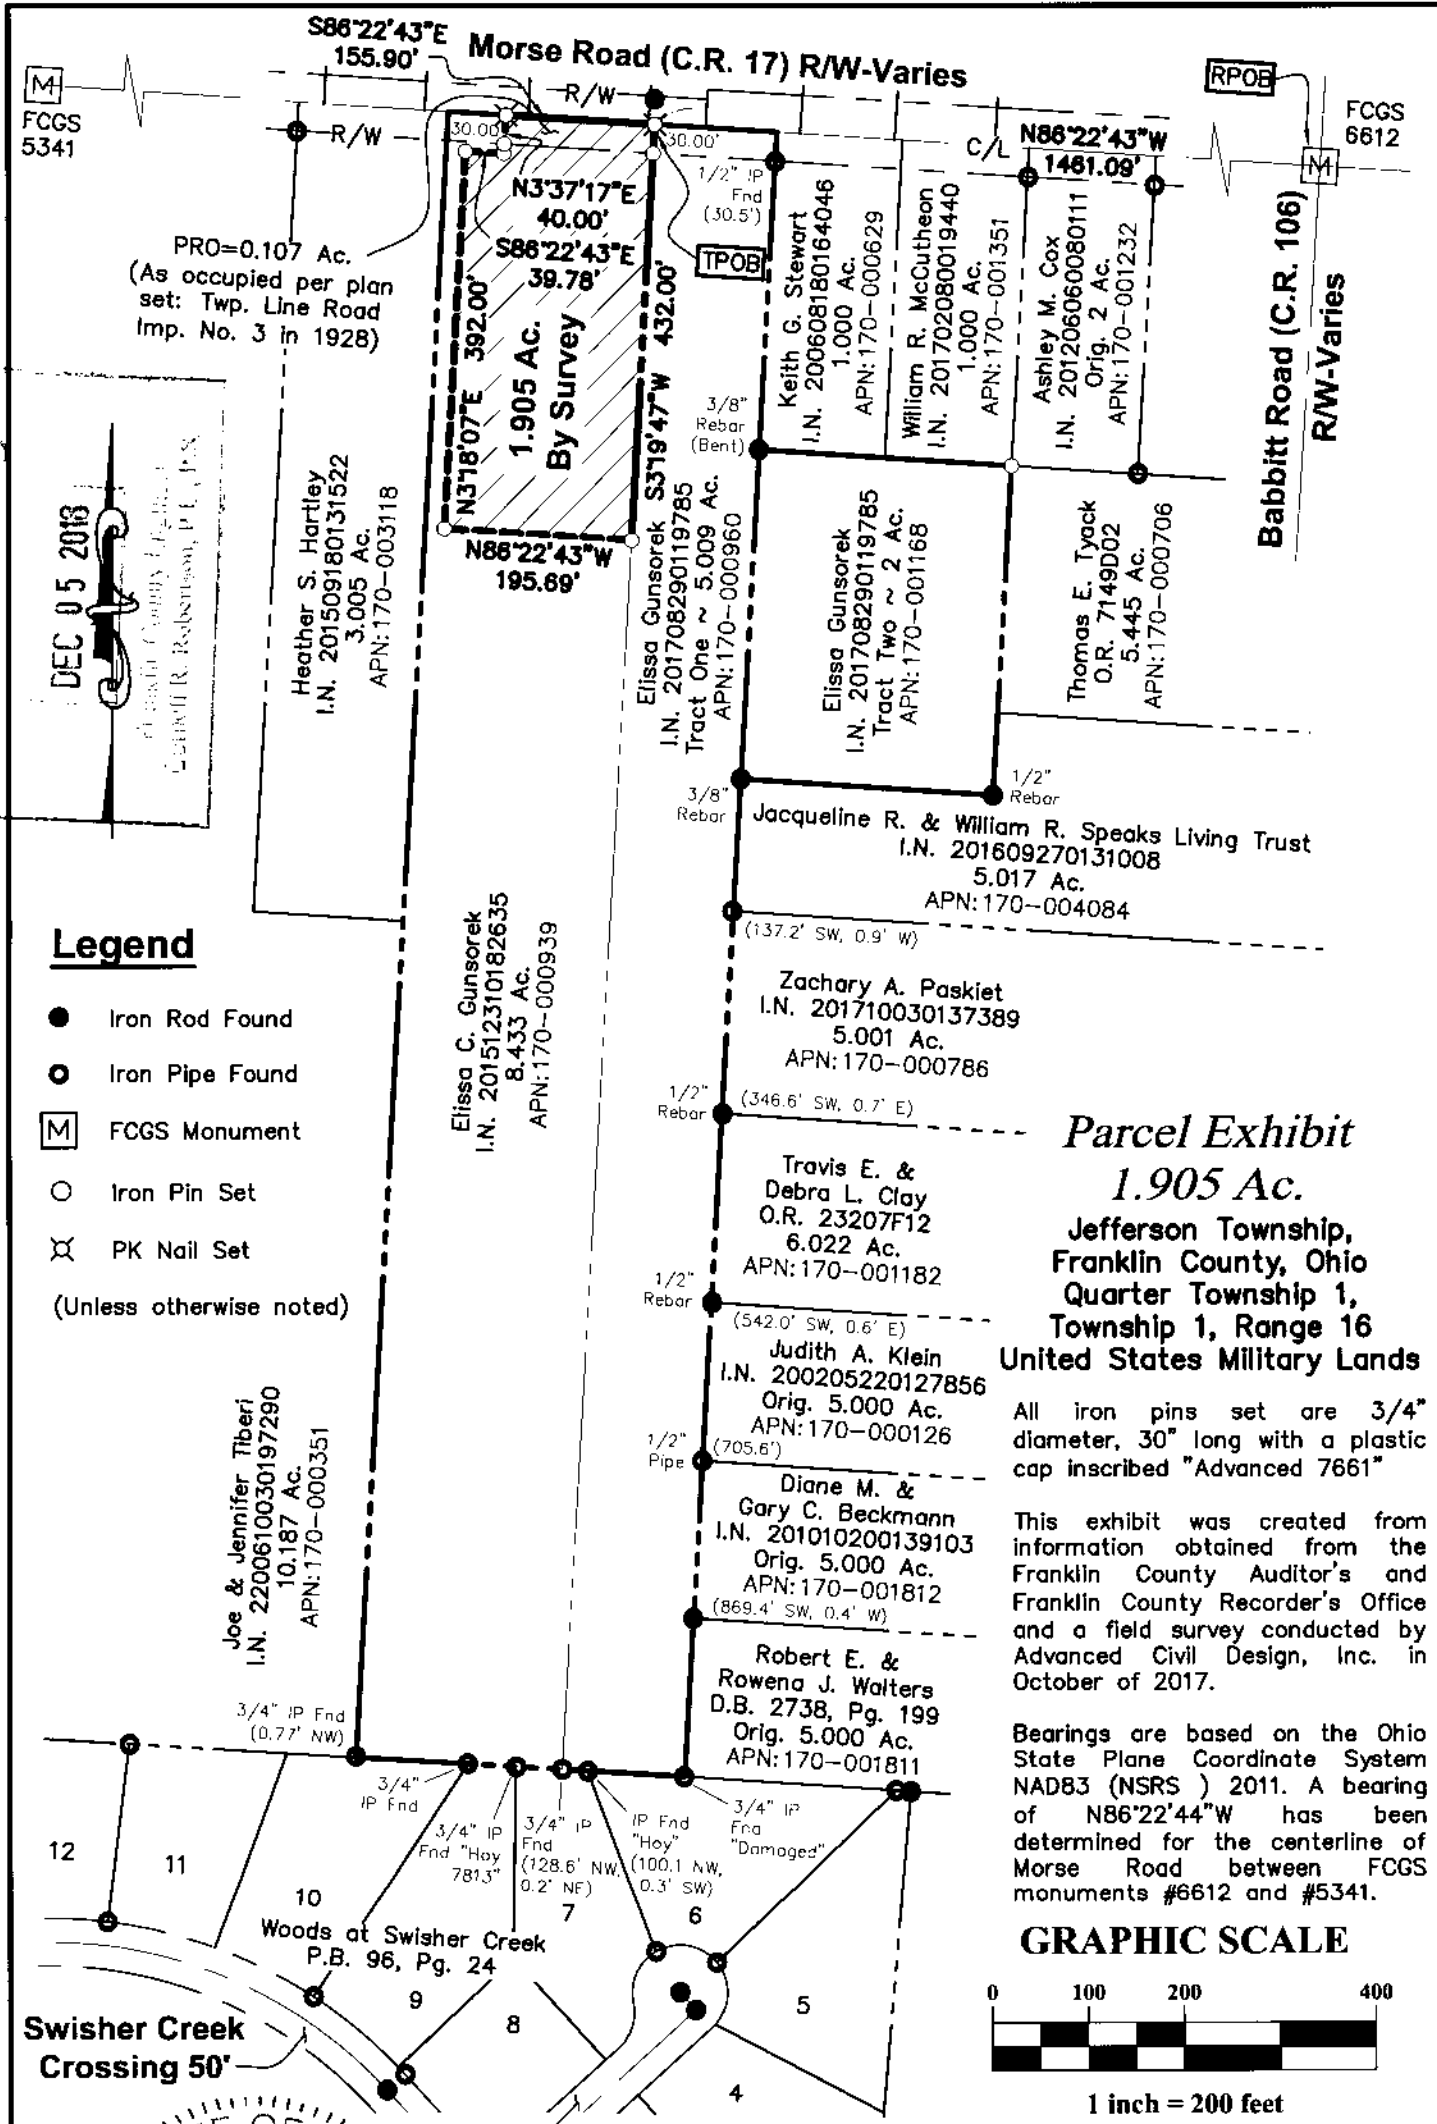 S86°22'43"E
155.90'
Morse Road (C.R. 17) R/W-Varies
RPOB
M
FCGS
5341
R/W
R/W
30.00'
30.00'
C/L
N86°22'43"W
1461.09'
FCGS
6612
M
1/2" IP
Fnd
(30.5')
TPOB
N3°37'17"E
40.00'
S86°22'43"E
39.78'
PRO=0.107 Ac.
(As occupied per plan
set: Twp. Line Road
Imp. No. 3 in 1928)
N3°18'07"E 392.00'
1.905 Ac.
By Survey
S3°19'47"W 432.00'
N86°22'43"W
195.69'
Keith G. Stewart
I.N. 200608180164046
1.000 Ac.
APN:170-000629
William R. McCutheon
I.N. 201702080019440
1.000 Ac.
APN:170-001351
Ashley M. Cox
I.N. 201206060080111
Orig. 2 Ac.
APN:170-001232
Babbitt Road (C.R. 106)
R/W-Varies
3/8"
Rebar
(Bent)
DEC 05 2018
Heather S. Hartley
I.N. 201509180131522
3.005 Ac.
APN:170-003118
Elissa Gunsorek
I.N. 201708290119785
Tract One ~ 5.009 Ac.
APN:170-000960
Elissa Gunsorek
I.N. 201708290119785
Tract Two ~ 2 Ac.
APN:170-001168
Thomas E. Tyack
O.R. 7149D02
5.445 Ac.
APN:170-000706
3/8"
Rebar
1/2"
Rebar
Jacqueline R. & William R. Speaks Living Trust
I.N. 201609270131008
5.017 Ac.
APN:170-004084
(137.2' SW, 0.9' W)
Legend
Iron Rod Found
Iron Pipe Found
M FCGS Monument
Iron Pin Set
PK Nail Set
(Unless otherwise noted)
Elissa C. Gunsorek
I.N. 201512310182635
8.433 Ac.
APN:170-000939
Zachary A. Paskiet
I.N. 201710030137389
5.001 Ac.
APN:170-000786
1/2"
Rebar
(346.6' SW, 0.7' E)
Travis E. &
Debra L. Clay
O.R. 23207F12
6.022 Ac.
APN:170-001182
1/2"
Rebar
(542.0' SW, 0.6' E)
Judith A. Klein
I.N. 200205220127856
Orig. 5.000 Ac.
APN:170-000126
1/2"
Pipe
(705.6')
Diane M. &
Gary C. Beckmann
I.N. 201010200139103
Orig. 5.000 Ac.
APN:170-001812
(869.4' SW, 0.4' W)
Robert E. &
Rowena J. Walters
D.B. 2738, Pg. 199
Orig. 5.000 Ac.
APN:170-001811
Joe & Jennifer Tiberi
I.N. 2200610030197290
10.187 Ac.
APN:170-000351
3/4" IP Fnd
(0.77' NW)
3/4"
IP Fnd
3/4" IP
Fnd "Hoy
7813"
3/4" IP
Fnd
(128.6' NW,
0.2' NE)
IP Fnd
"Hoy"
(100.1 NW,
0.3' SW)
3/4" IP
Fnd
"Damaged"
12
11
10
9
8
7
6
5
4
Woods at Swisher Creek
P.B. 96, Pg. 24
Swisher Creek
Crossing 50'
Parcel Exhibit
1.905 Ac.
Jefferson Township,
Franklin County, Ohio
Quarter Township 1,
Township 1, Range 16
United States Military Lands
All iron pins set are 3/4"
diameter, 30" long with a plastic
cap inscribed "Advanced 7661"
This exhibit was created from
information obtained from the
Franklin County Auditor's and
Franklin County Recorder's Office
and a field survey conducted by
Advanced Civil Design, Inc. in
October of 2017.
Bearings are based on the Ohio
State Plane Coordinate System
NAD83 (NSRS ) 2011. A bearing
of N86°22'44"W has been
determined for the centerline of
Morse Road between FCGS
monuments #6612 and #5341.
GRAPHIC SCALE
0 100 200 400
1 inch = 200 feet